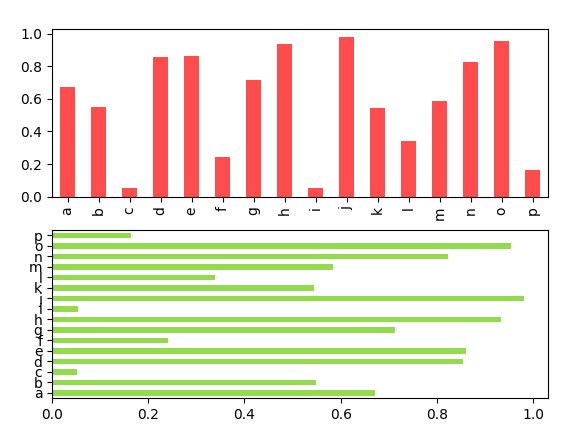 1.0
0.8
0.6
0.4
0.2
0.0
a b c d e f g h i j k l m n o p
p
o
n
m
l
k
j
i
h
g
f
e
d
c
b
a
0.0 0.2 0.4 0.6 0.8 1.0